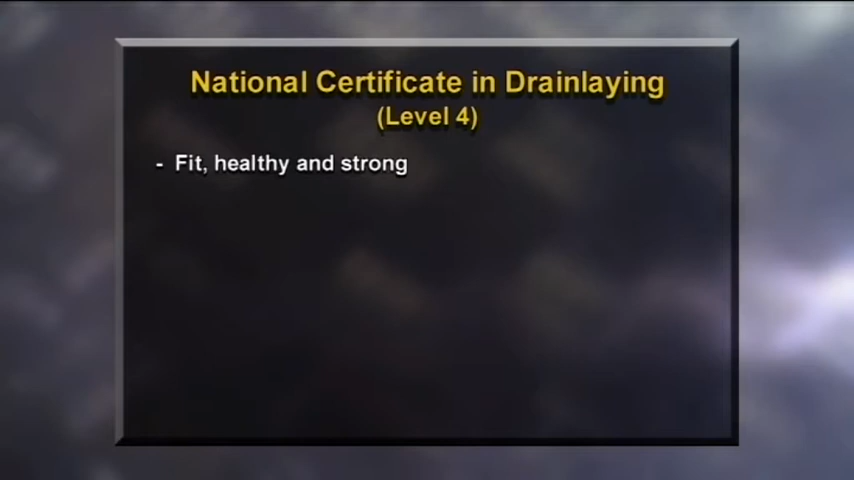 National Certificate in Drainlaying
(Level 4)
- Fit, healthy and strong